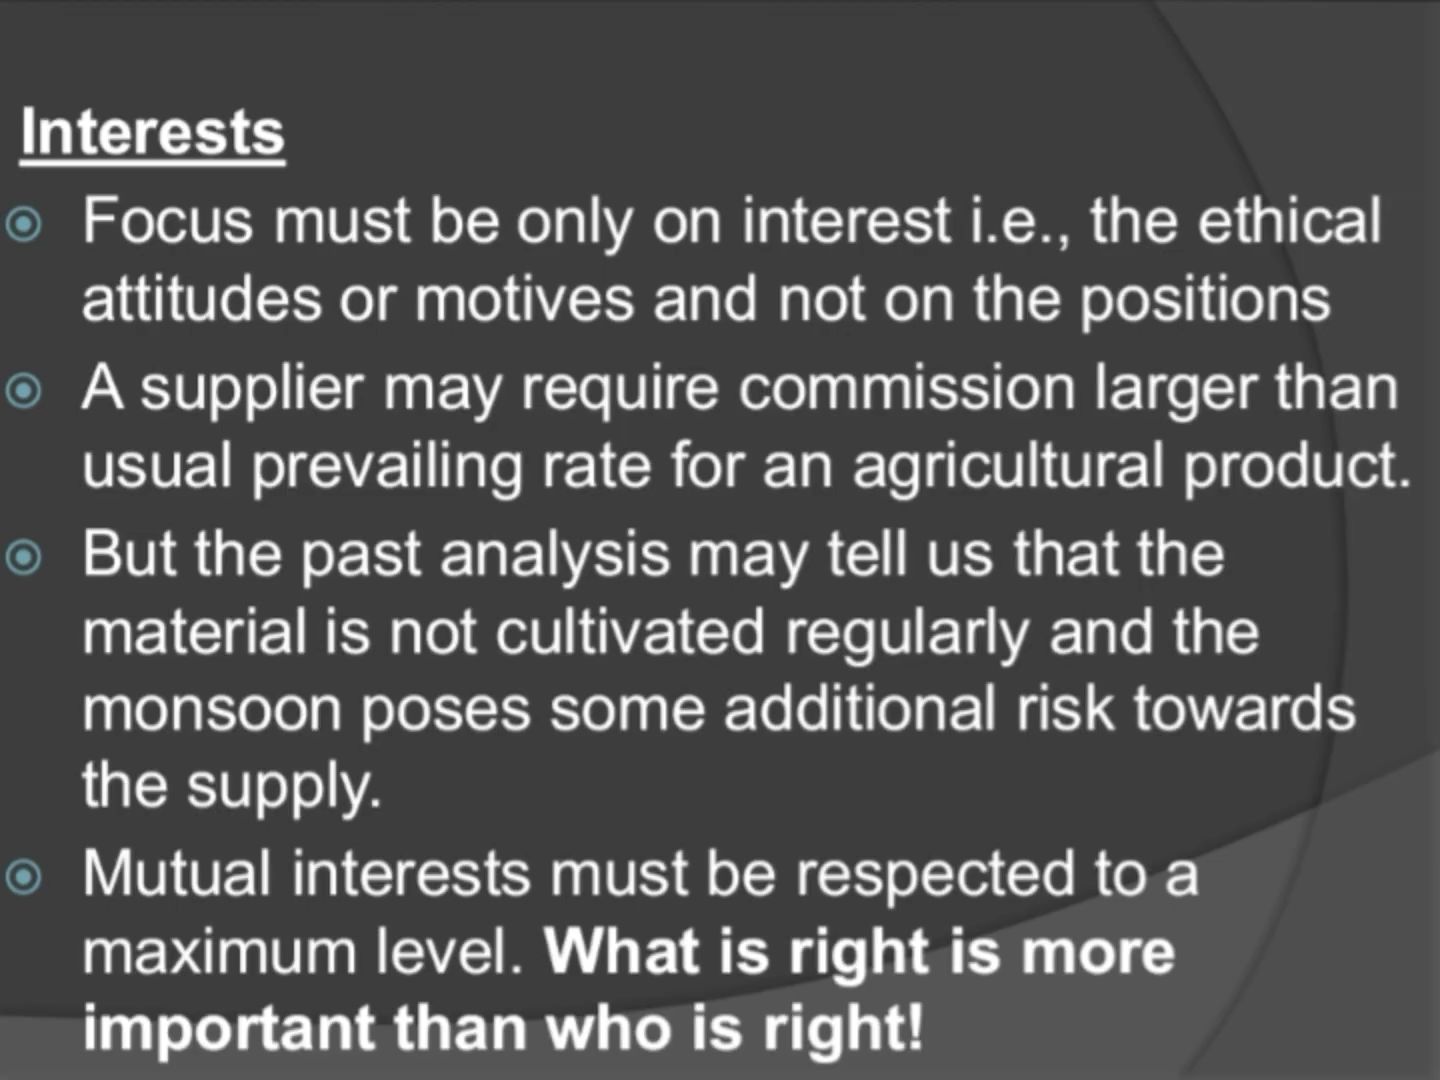 Interests
Focus must be only on interest i.e., the ethical
attitudes or motives and not on the positions
A supplier may require commission larger than
usual prevailing rate for an agricultural product.
But the past analysis may tell us that the
material is not cultivated regularly and the
monsoon poses some additional risk towards
the supply.
Mutual interests must be respected to a
maximum level. What is right is more
important than who is right!